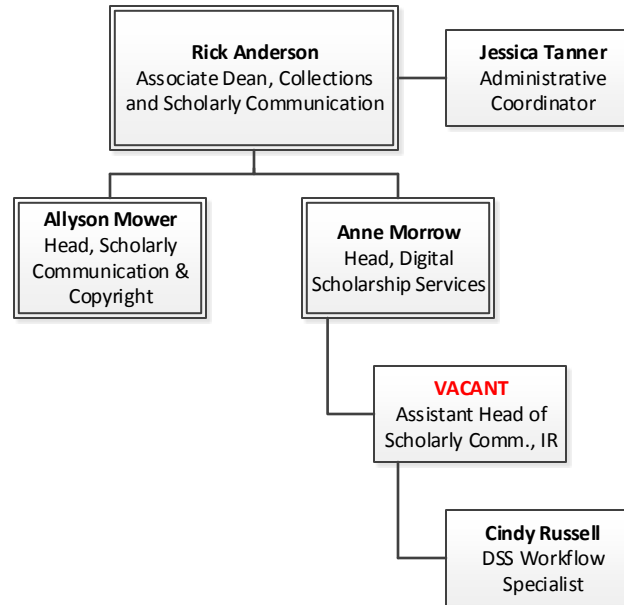 Rick Anderson
Associate Dean, Collections
and Scholarly Communication
Jessica Tanner
Administrative
Coordinator
Allyson Mower
Head, Scholarly
Communication &
Copyright
Anne Morrow
Head, Digital
Scholarship Services
VACANT
Assistant Head of
Scholarly Comm., IR
Cindy Russell
DSS Workflow
Specialist